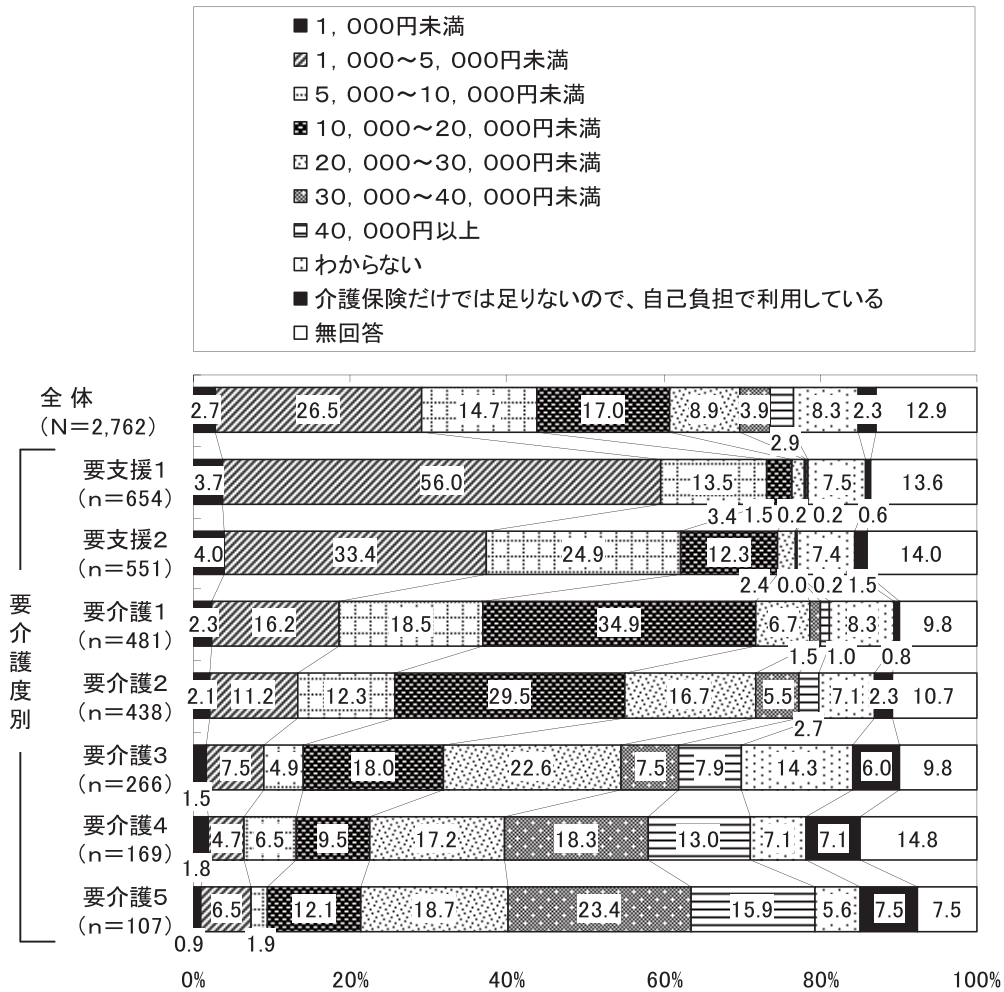 1，000円未満
1，000～5，000円未満
5，000～10，000円未満
10，000～20，000円未満
20，000～30，000円未満
30，000～40，000円未満
40，000円以上
わからない
介護保険だけでは足りないので、自己負担で利用している
無回答
全 体
（N＝2,762）
2.7 26.5 14.7 17.0 8.9 3.9 2.9 8.3 2.3 12.9
要介護度別
要支援1
（n＝654）
3.7 56.0 13.5 3.4 1.5 0.2 0.2 7.5 0.6 13.6
要支援2
（n＝551）
4.0 33.4 24.9 12.3 2.4 0.0 0.2 7.4 1.5 14.0
要介護1
（n＝481）
2.3 16.2 18.5 34.9 6.7 1.5 1.0 8.3 0.8 9.8
要介護2
（n＝438）
2.1 11.2 12.3 29.5 16.7 5.5 2.7 7.1 2.3 10.7
要介護3
（n＝266）
1.5 7.5 4.9 18.0 22.6 7.5 7.9 14.3 6.0 9.8
要介護4
（n＝169）
1.8 4.7 6.5 9.5 17.2 18.3 13.0 7.1 7.1 14.8
要介護5
（n＝107）
0.9 6.5 1.9 12.1 18.7 23.4 15.9 5.6 7.5 7.5
0% 20% 40% 60% 80% 100%